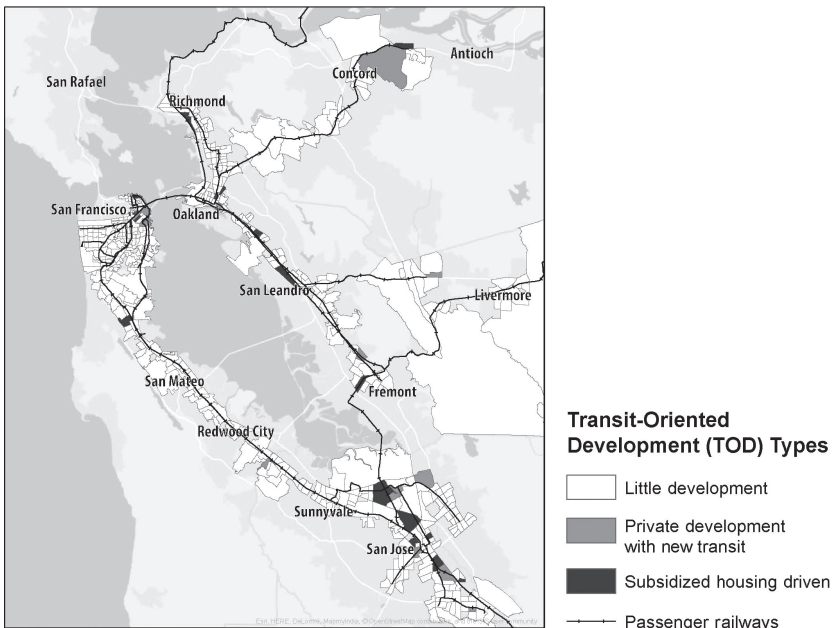 Antioch
Concord
San Rafael
Richmond
San Francisco
Oakland
San Leandro
Livermore
San Mateo
Fremont
Redwood City
Sunnyvale
San Jose
Transit-Oriented
Development (TOD) Types
Little development
Private development
with new transit
Subsidized housing driven
Passenger railways